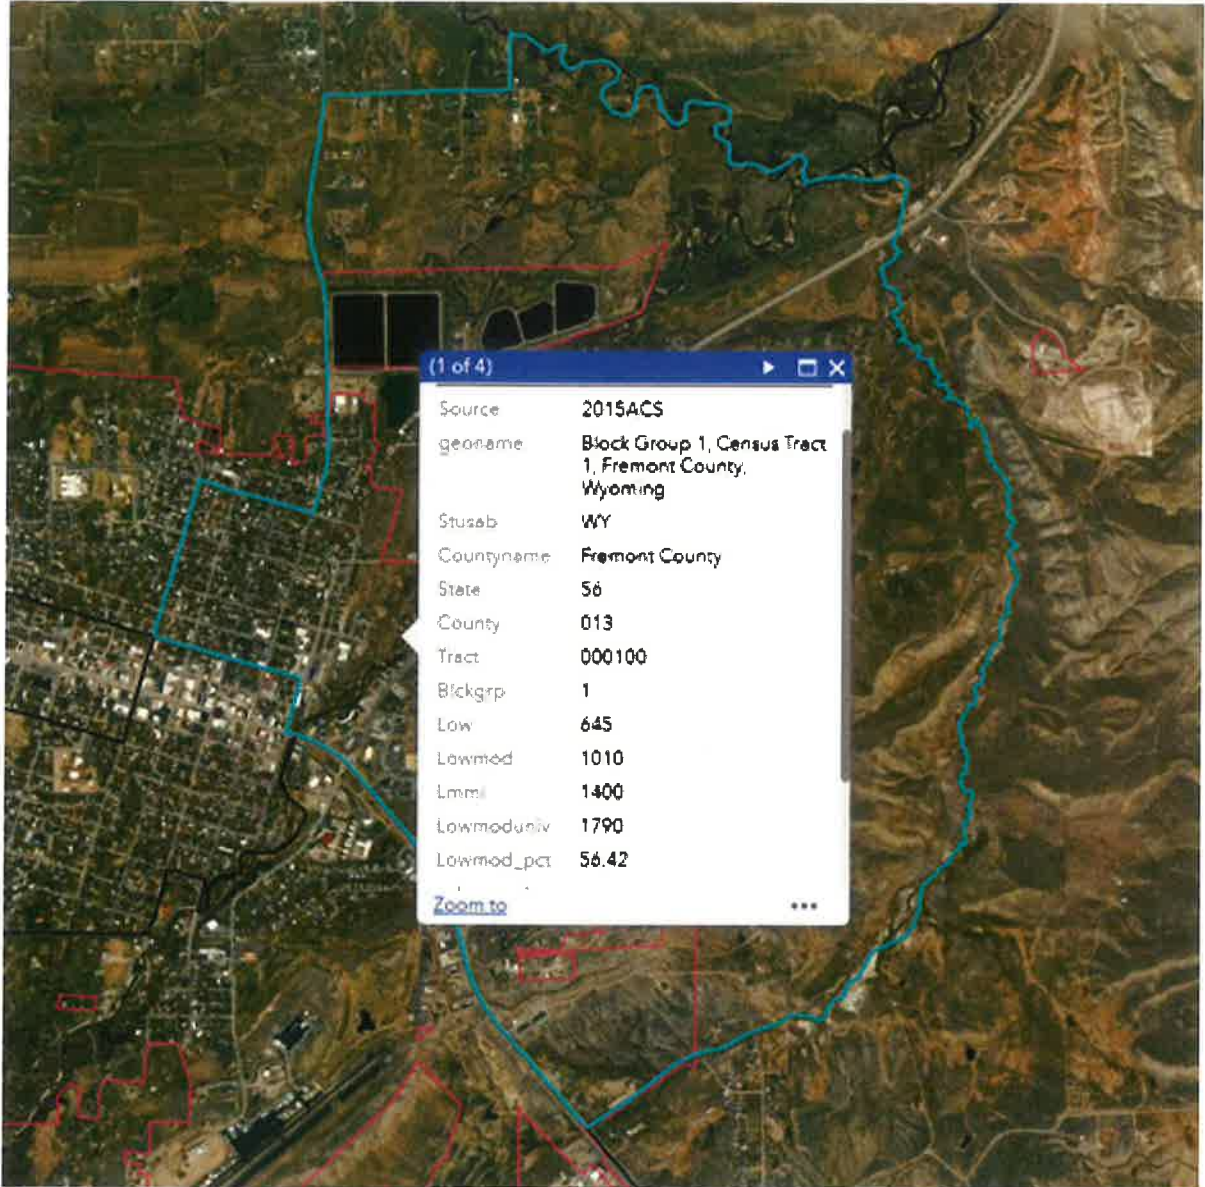 (1 of 4)
Source 2015ACS
geoname Block Group 1, Census Tract
1, Fremont County,
Wyoming
Stusab WY
Countyname Fremont County
State 56
County 013
Tract 000100
Blckgrp 1
Low 645
Lowmod 1010
Lmmi 1400
Lowmoduniv 1790
Lowmod_pct 56.42
Zoom to